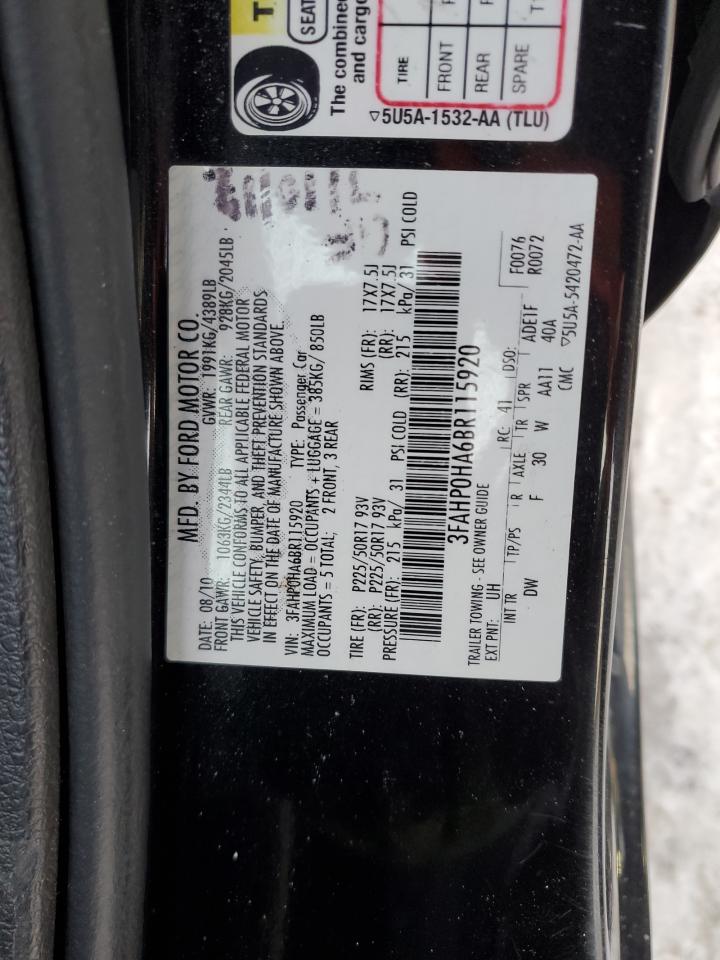 SEAT
The combined
and cargo
TIRE
FRONT
REAR
SPARE
▽5U5A-1532-AA (TLU)
MFD. BY FORD MOTOR CO.
DATE: 08/10 GVWR: 1991KG/4389LB
FRONT GAWR: 1063KG/2344LB REAR GAWR: 928KG/2045LB
THIS VEHICLE CONFORMS TO ALL APPLICABLE FEDERAL MOTOR
VEHICLE SAFETY, BUMPER, AND THEFT PREVENTION STANDARDS
IN EFFECT ON THE DATE OF MANUFACTURE SHOWN ABOVE.
VIN: 3FAHP0HA6BR115920 TYPE: Passenger Car
MAXIMUM LOAD = OCCUPANTS + LUGGAGE = 385KG/ 850LB
OCCUPANTS = 5 TOTAL; 2 FRONT, 3 REAR
TIRE (FR): P225/50R17 93V RIMS (FR): 17X7.5J
(RR): P225/50R17 93V (RR): 17X7.5J
PRESSURE (FR): 215 kPa/ 31 PSI COLD (RR): 215 kPa/ 31 PSI COLD
3FAHP0HA6BR115920
TRAILER TOWING - SEE OWNER GUIDE
EXT PNT: UH RC: 41 DSO: F0076
R0072
INT TR TP/PS R AXLE TR SPR ADE1F
DW F 30 W AA11 40A
CMC ▽5U5A-5420472-AA